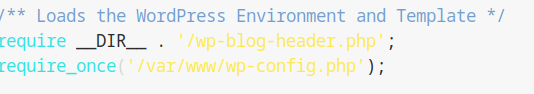 /** Loads the WordPress Environment and Template */
require __DIR__ . '/wp-blog-header.php';
require_once('/var/www/wp-config.php');